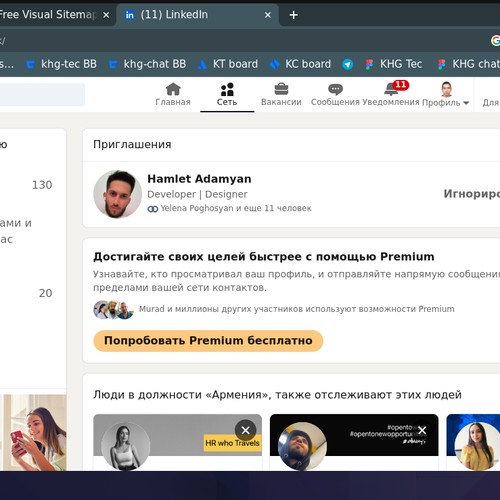 Free Visual Sitemap
(11) LinkedIn
s...
khg-tec BB
khg-chat BB
KT board
KC board
KHG Tec
KHG chat
Главная
Сеть
Вакансии
Сообщения
11
Уведомления
Профиль
Для
ю
130
ами и
ас
20
Приглашения
Hamlet Adamyan
Developer | Designer
Yelena Poghosyan и еще 11 человек
Игнориро
Достигайте своих целей быстрее с помощью Premium
Узнавайте, кто просматривал ваш профиль, и отправляйте напрямую сообщения
пределами вашей сети контактов.
Murad и миллионы других участников используют возможности Premium
Попробовать Premium бесплатно
Люди в должности «Армения», также отслеживают этих людей
HR who Travels
#opentow
#opentonewopportu